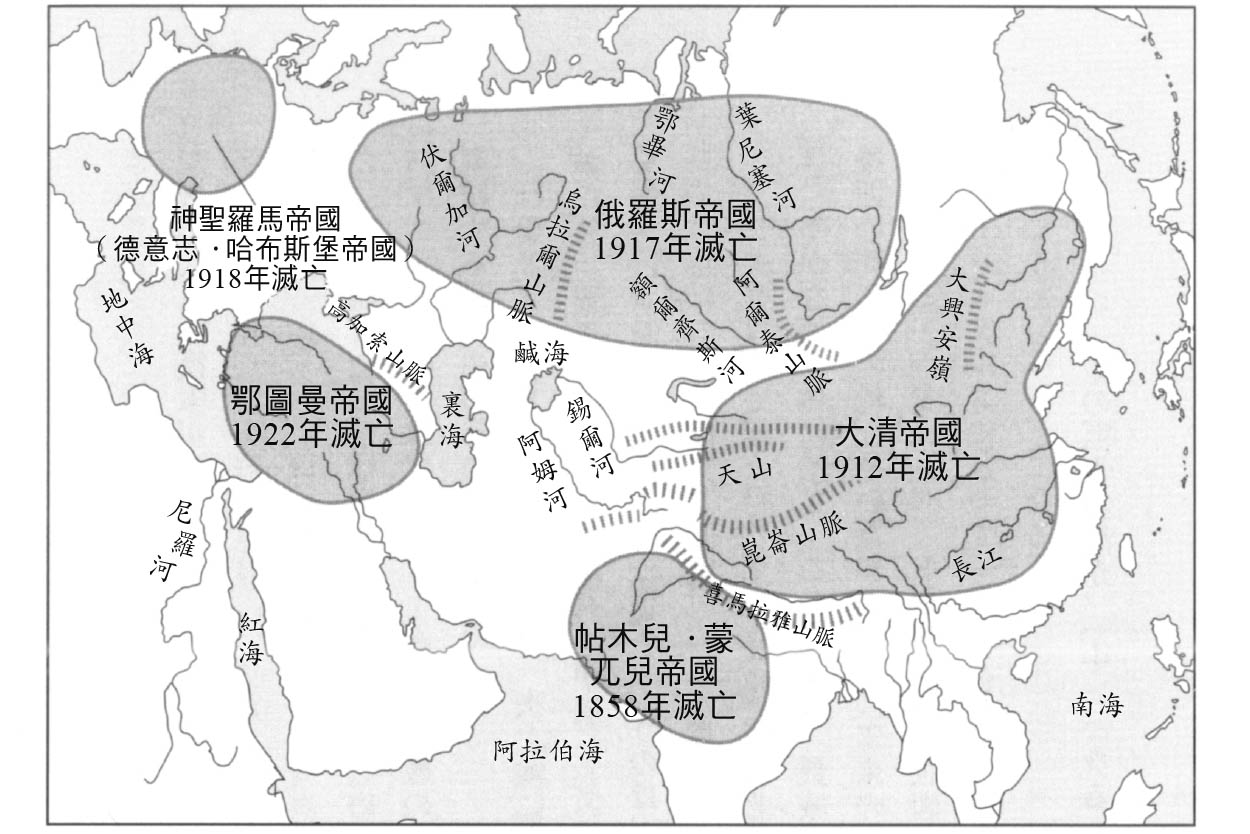 神聖羅馬帝國
（德意志·哈布斯堡帝國）
1918年滅亡
地中海
伏爾加河
烏拉爾山脈
鄂畢河
葉尼塞河
俄羅斯帝國
1917年滅亡
額爾齊斯河
阿爾泰山脈
大興安嶺
高加索山脈
鹹海
裏海
鄂圖曼帝國
1922年滅亡
錫爾河
阿姆河
大清帝國
1912年滅亡
天山
崑崙山脈
長江
尼羅河
紅海
喜馬拉雅山脈
帖木兒·蒙
兀兒帝國
1858年滅亡
阿拉伯海
南海